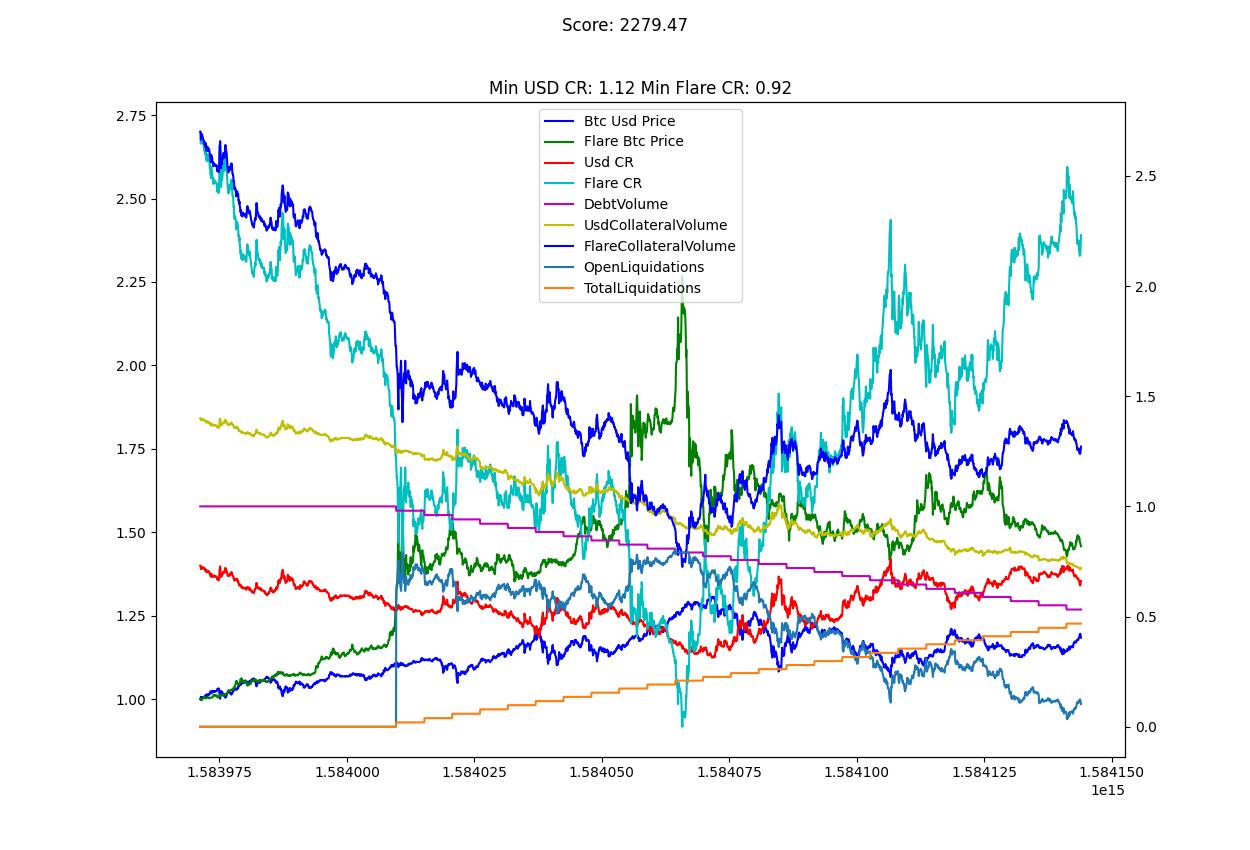 Score: 2279.47
Min USD CR: 1.12 Min Flare CR: 0.92
Btc Usd Price
Flare Btc Price
Usd CR
Flare CR
DebtVolume
UsdCollateralVolume
FlareCollateralVolume
OpenLiquidations
TotalLiquidations
2.75
2.50
2.25
2.00
1.75
1.50
1.25
1.00
2.5
2.0
1.5
1.0
0.5
0.0
1.583975
1.584000
1.584025
1.584050
1.584075
1.584100
1.584125
1.584150
1e15